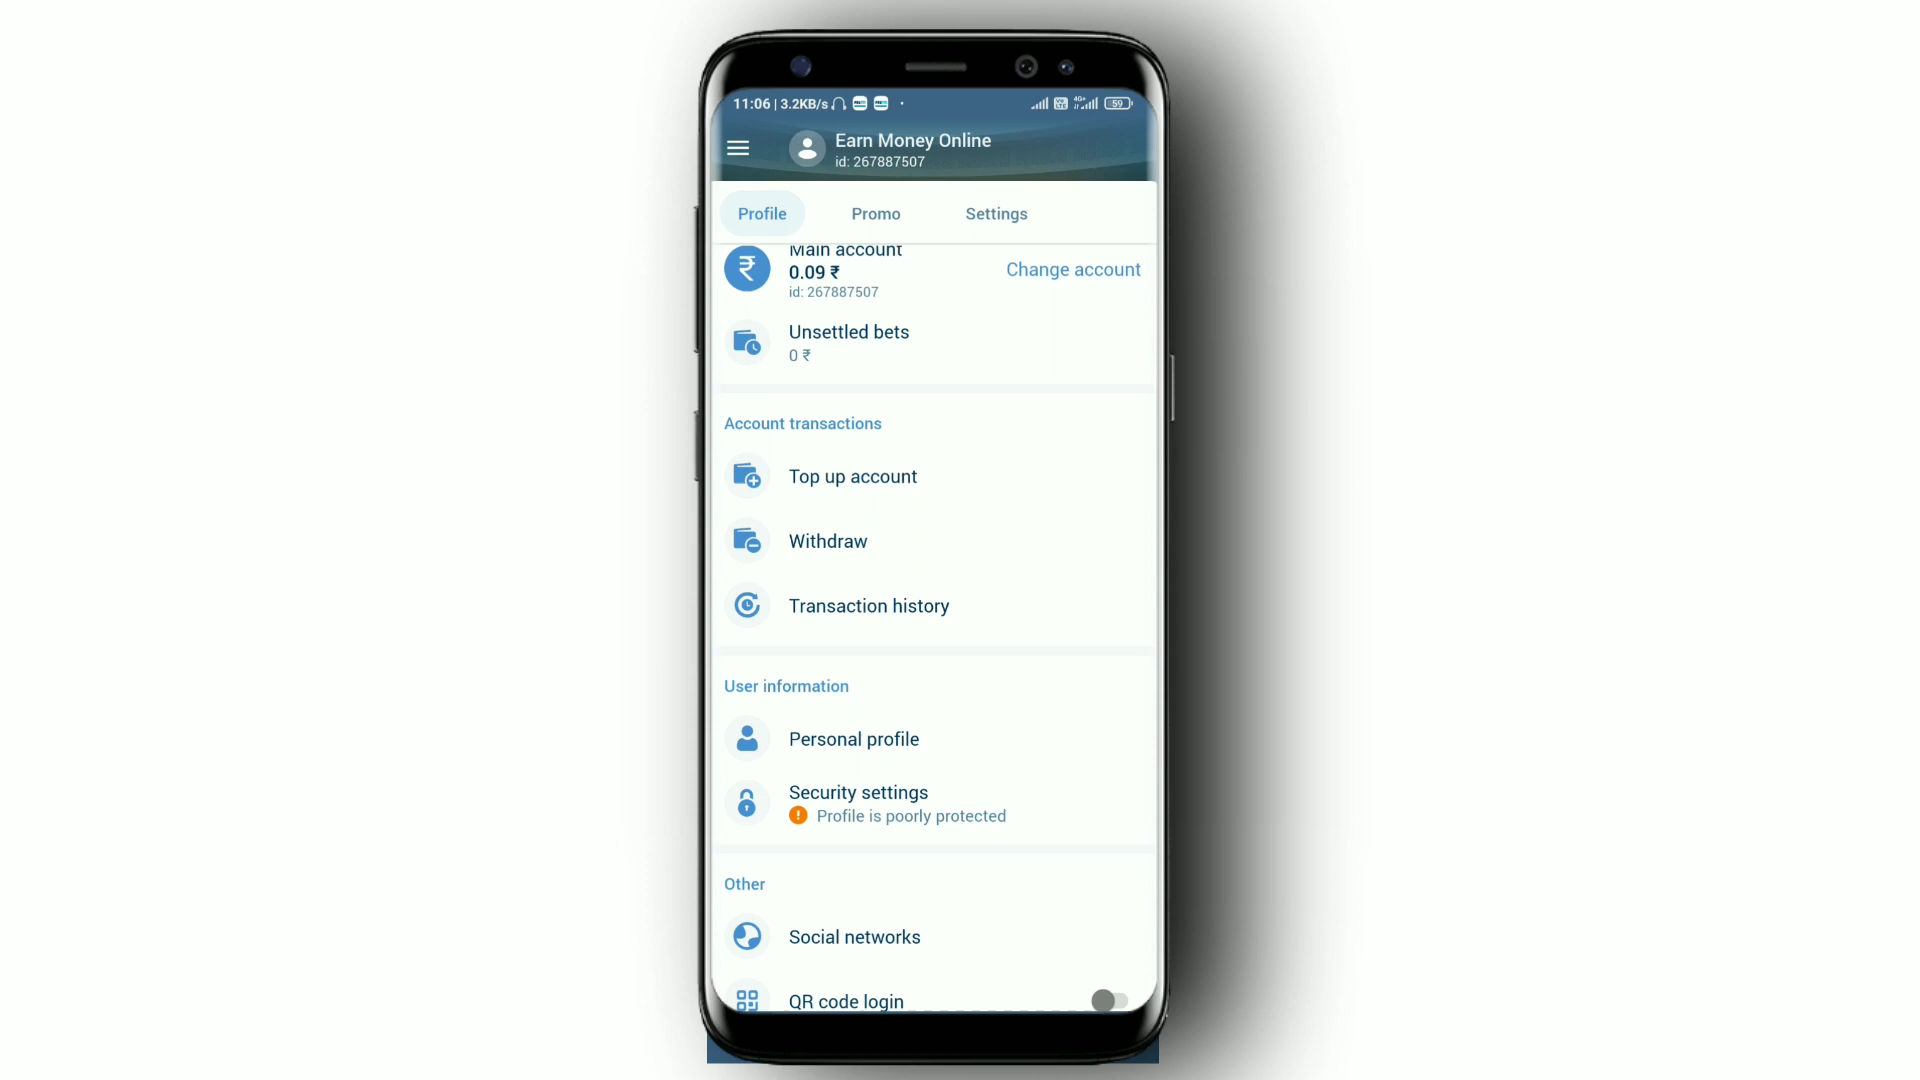 11:06 | 3.2KB/s
4G+
59
Earn Money Online
id: 267887507
Profile
Promo
Settings
Main account
0.09 ₹
id: 267887507
Change account
Unsettled bets
0 ₹
Account transactions
Top up account
Withdraw
Transaction history
User information
Personal profile
Security settings
Profile is poorly protected
Other
Social networks
QR code login